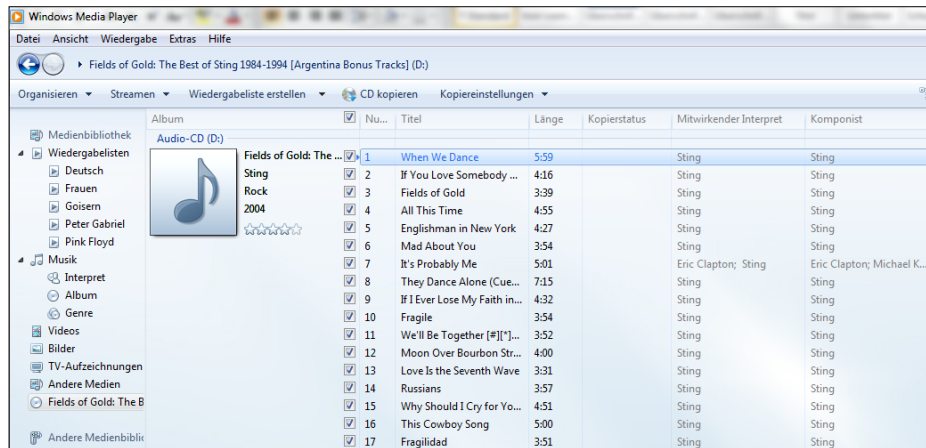 Windows Media Player
Datei Ansicht Wiedergabe Extras Hilfe
Fields of Gold: The Best of Sting 1984-1994 [Argentina Bonus Tracks] (D:)
Organisieren Streamen Wiedergabeliste erstellen CD kopieren Kopiereinstellungen
Album Nu... Titel Länge Kopierstatus Mitwirkender Interpret Komponist
Medienbibliothek
Wiedergabelisten
Deutsch
Frauen
Goisern
Peter Gabriel
Pink Floyd
Musik
Interpret
Album
Genre
Videos
Bilder
TV-Aufzeichnungen
Andere Medien
Fields of Gold: The B
Andere Medienbiblic
Audio-CD (D:)
Fields of Gold: The ...
Sting
Rock
2004
1 When We Dance 5:59 Sting Sting
2 If You Love Somebody ... 4:16 Sting Sting
3 Fields of Gold 3:39 Sting Sting
4 All This Time 4:55 Sting Sting
5 Englishman in New York 4:27 Sting Sting
6 Mad About You 3:54 Sting Sting
7 It's Probably Me 5:01 Eric Clapton; Sting Eric Clapton; Michael K...
8 They Dance Alone (Cue... 7:15 Sting Sting
9 If I Ever Lose My Faith in... 4:32 Sting Sting
10 Fragile 3:54 Sting Sting
11 We'll Be Together [#][*]... 3:52 Sting Sting
12 Moon Over Bourbon Str... 4:00 Sting Sting
13 Love Is the Seventh Wave 3:31 Sting Sting
14 Russians 3:57 Sting Sting
15 Why Should I Cry for Yo... 4:51 Sting Sting
16 This Cowboy Song 5:00 Sting Sting
17 Fragilidad 3:51 Sting Sting